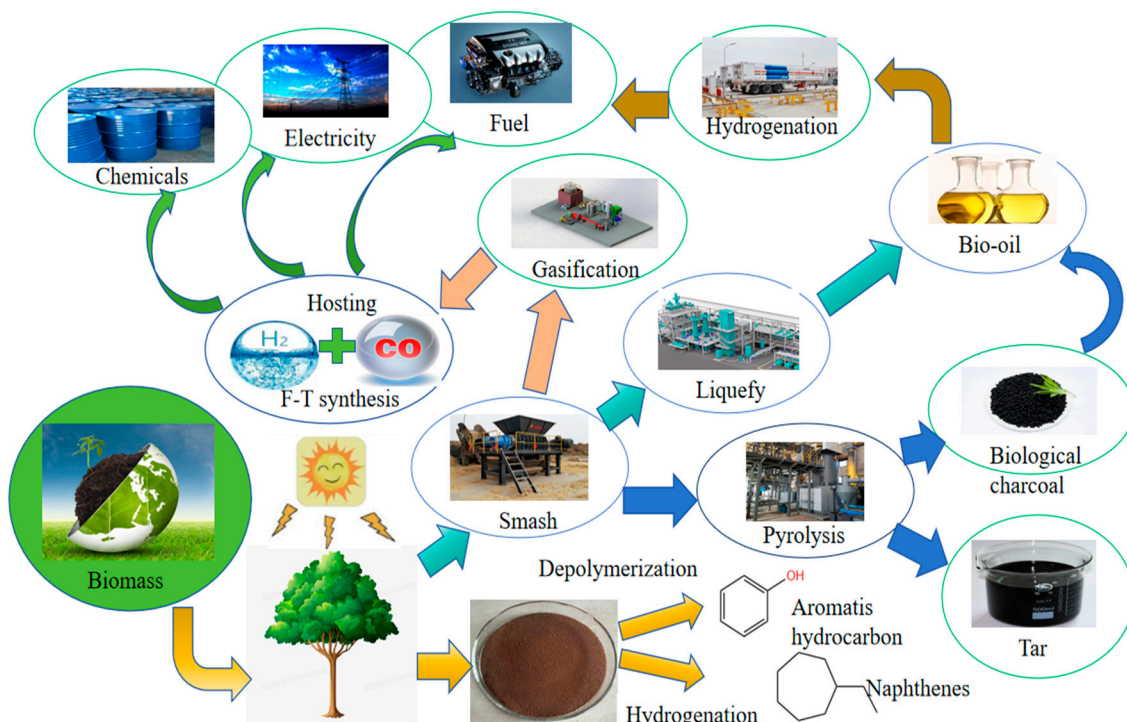 Chemicals
Electricity
Fuel
Hydrogenation
Bio-oil
Gasification
Hosting
H2
CO
F-T synthesis
Liquefy
Biological
charcoal
Smash
Pyrolysis
Biomass
Depolymerization
OH
Aromatis
hydrocarbon
Tar
500ml
Naphthenes
Hydrogenation